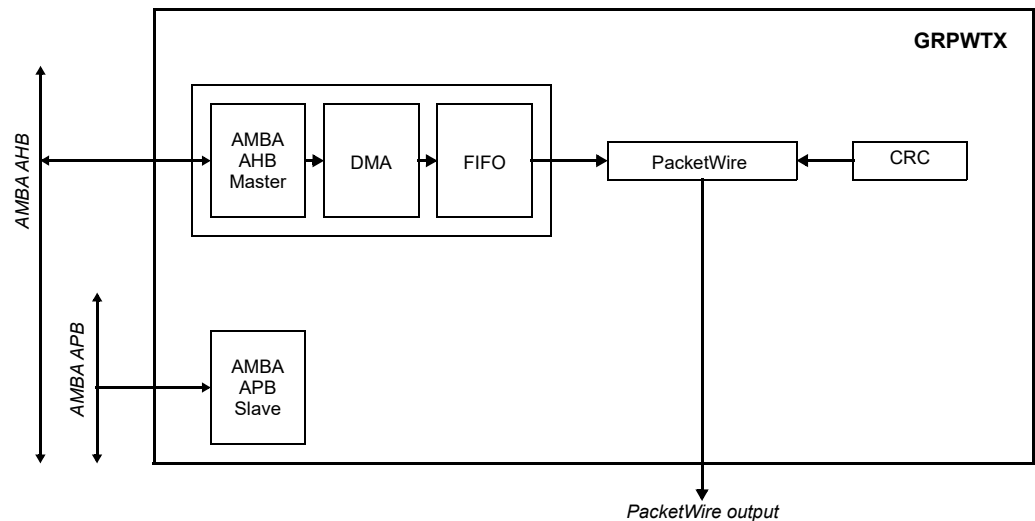 GRPWTX
AMBA AHB
AMBA
AHB
Master
DMA
FIFO
PacketWire
CRC
AMBA APB
AMBA
APB
Slave
PacketWire output